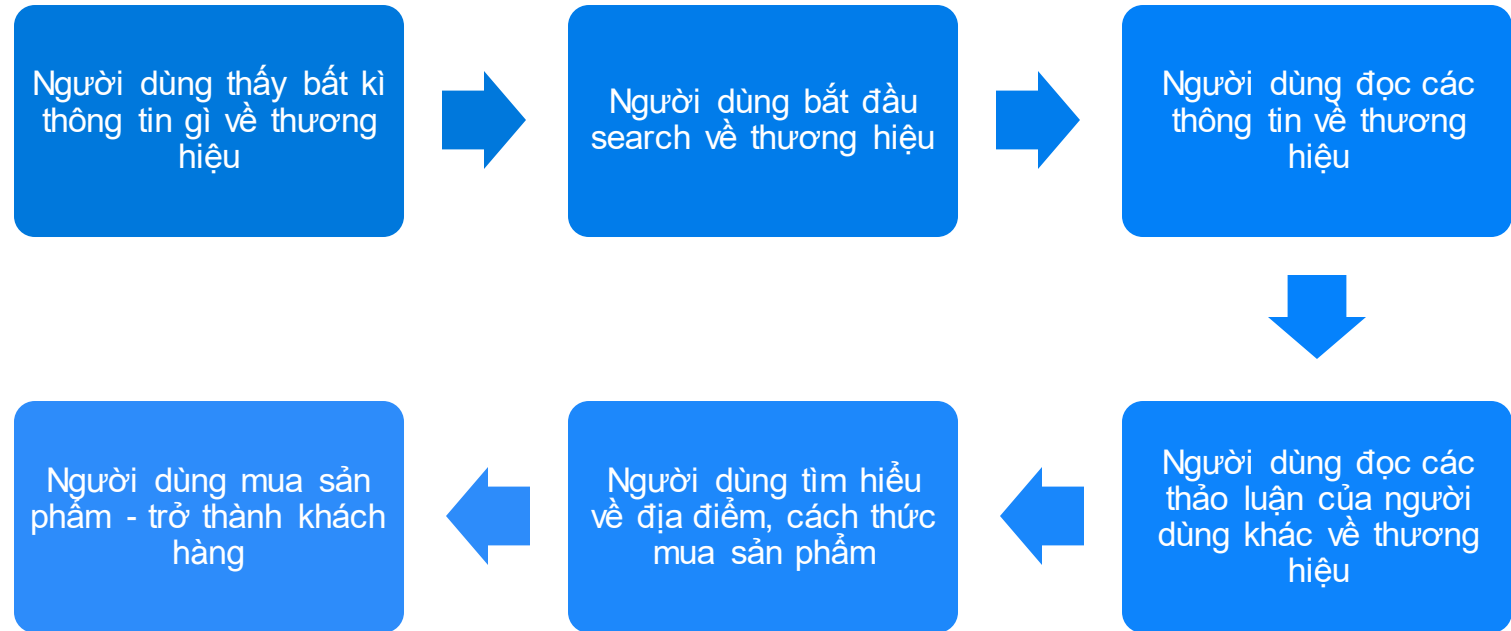 Người dùng thấy bất kì
thông tin gì về thương
hiệu
Người dùng bắt đầu
search về thương hiệu
Người dùng đọc các
thông tin về thương
hiệu
Người dùng đọc các
thảo luận của người
dùng khác về thương
hiệu
Người dùng tìm hiểu
về địa điểm, cách thức
mua sản phẩm
Người dùng mua sản
phẩm - trở thành khách
hàng